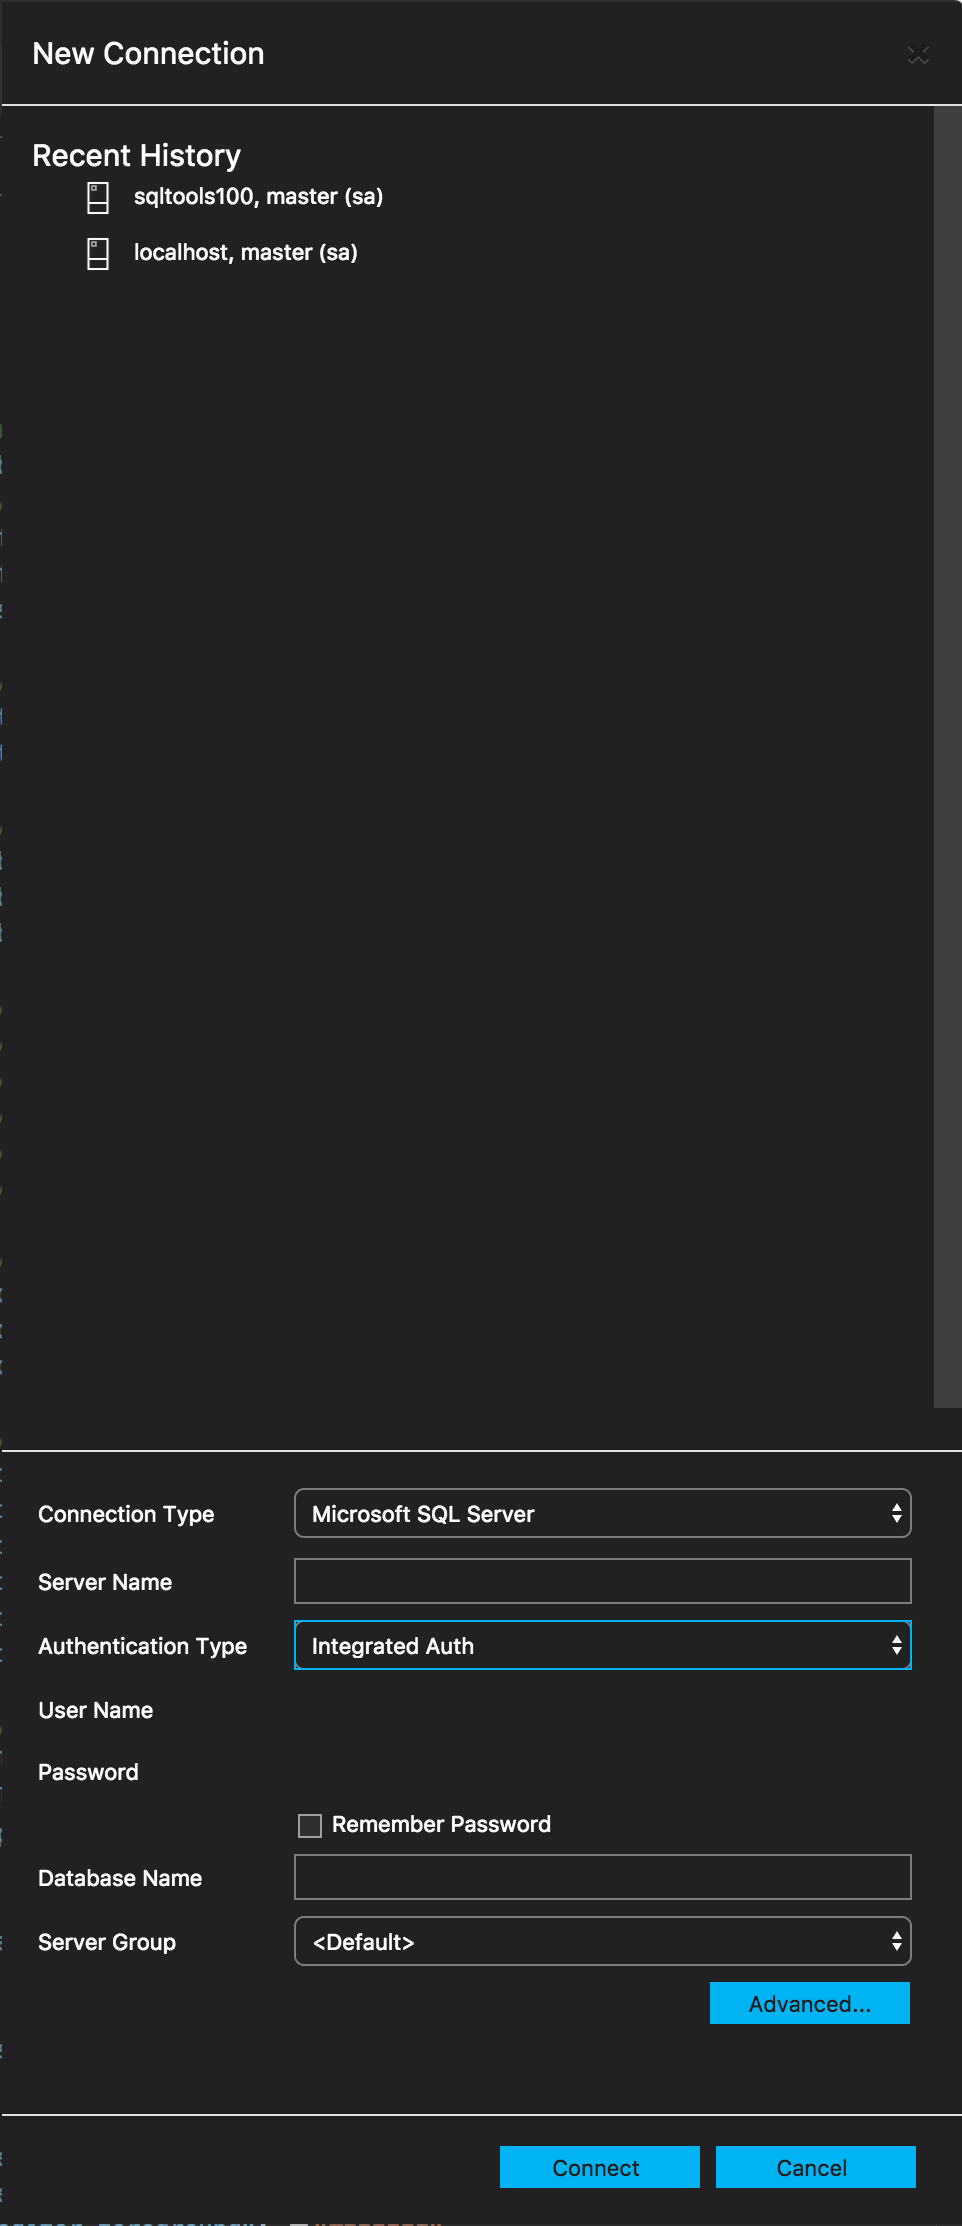 New Connection
Recent History
sqltools100, master (sa)
localhost, master (sa)
Connection Type
Microsoft SQL Server
Server Name
Authentication Type
Integrated Auth
User Name
Password
Remember Password
Database Name
Server Group
<Default>
Advanced...
Connect
Cancel